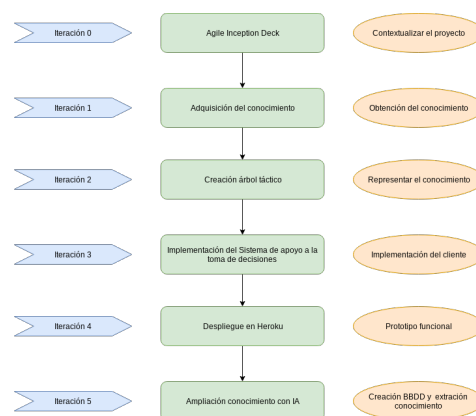 Iteración 0
Agile Inception Deck
Contextualizar el proyecto
Iteración 1
Adquisición del conocimiento
Obtención del conocimiento
Iteración 2
Creación árbol táctico
Representar el conocimiento
Iteración 3
Implementación del Sistema de apoyo a la
toma de decisiones
Implementación del cliente
Iteración 4
Despliegue en Heroku
Prototipo funcional
Iteración 5
Ampliación conocimiento con IA
Creación BBDD y extración
conocimiento